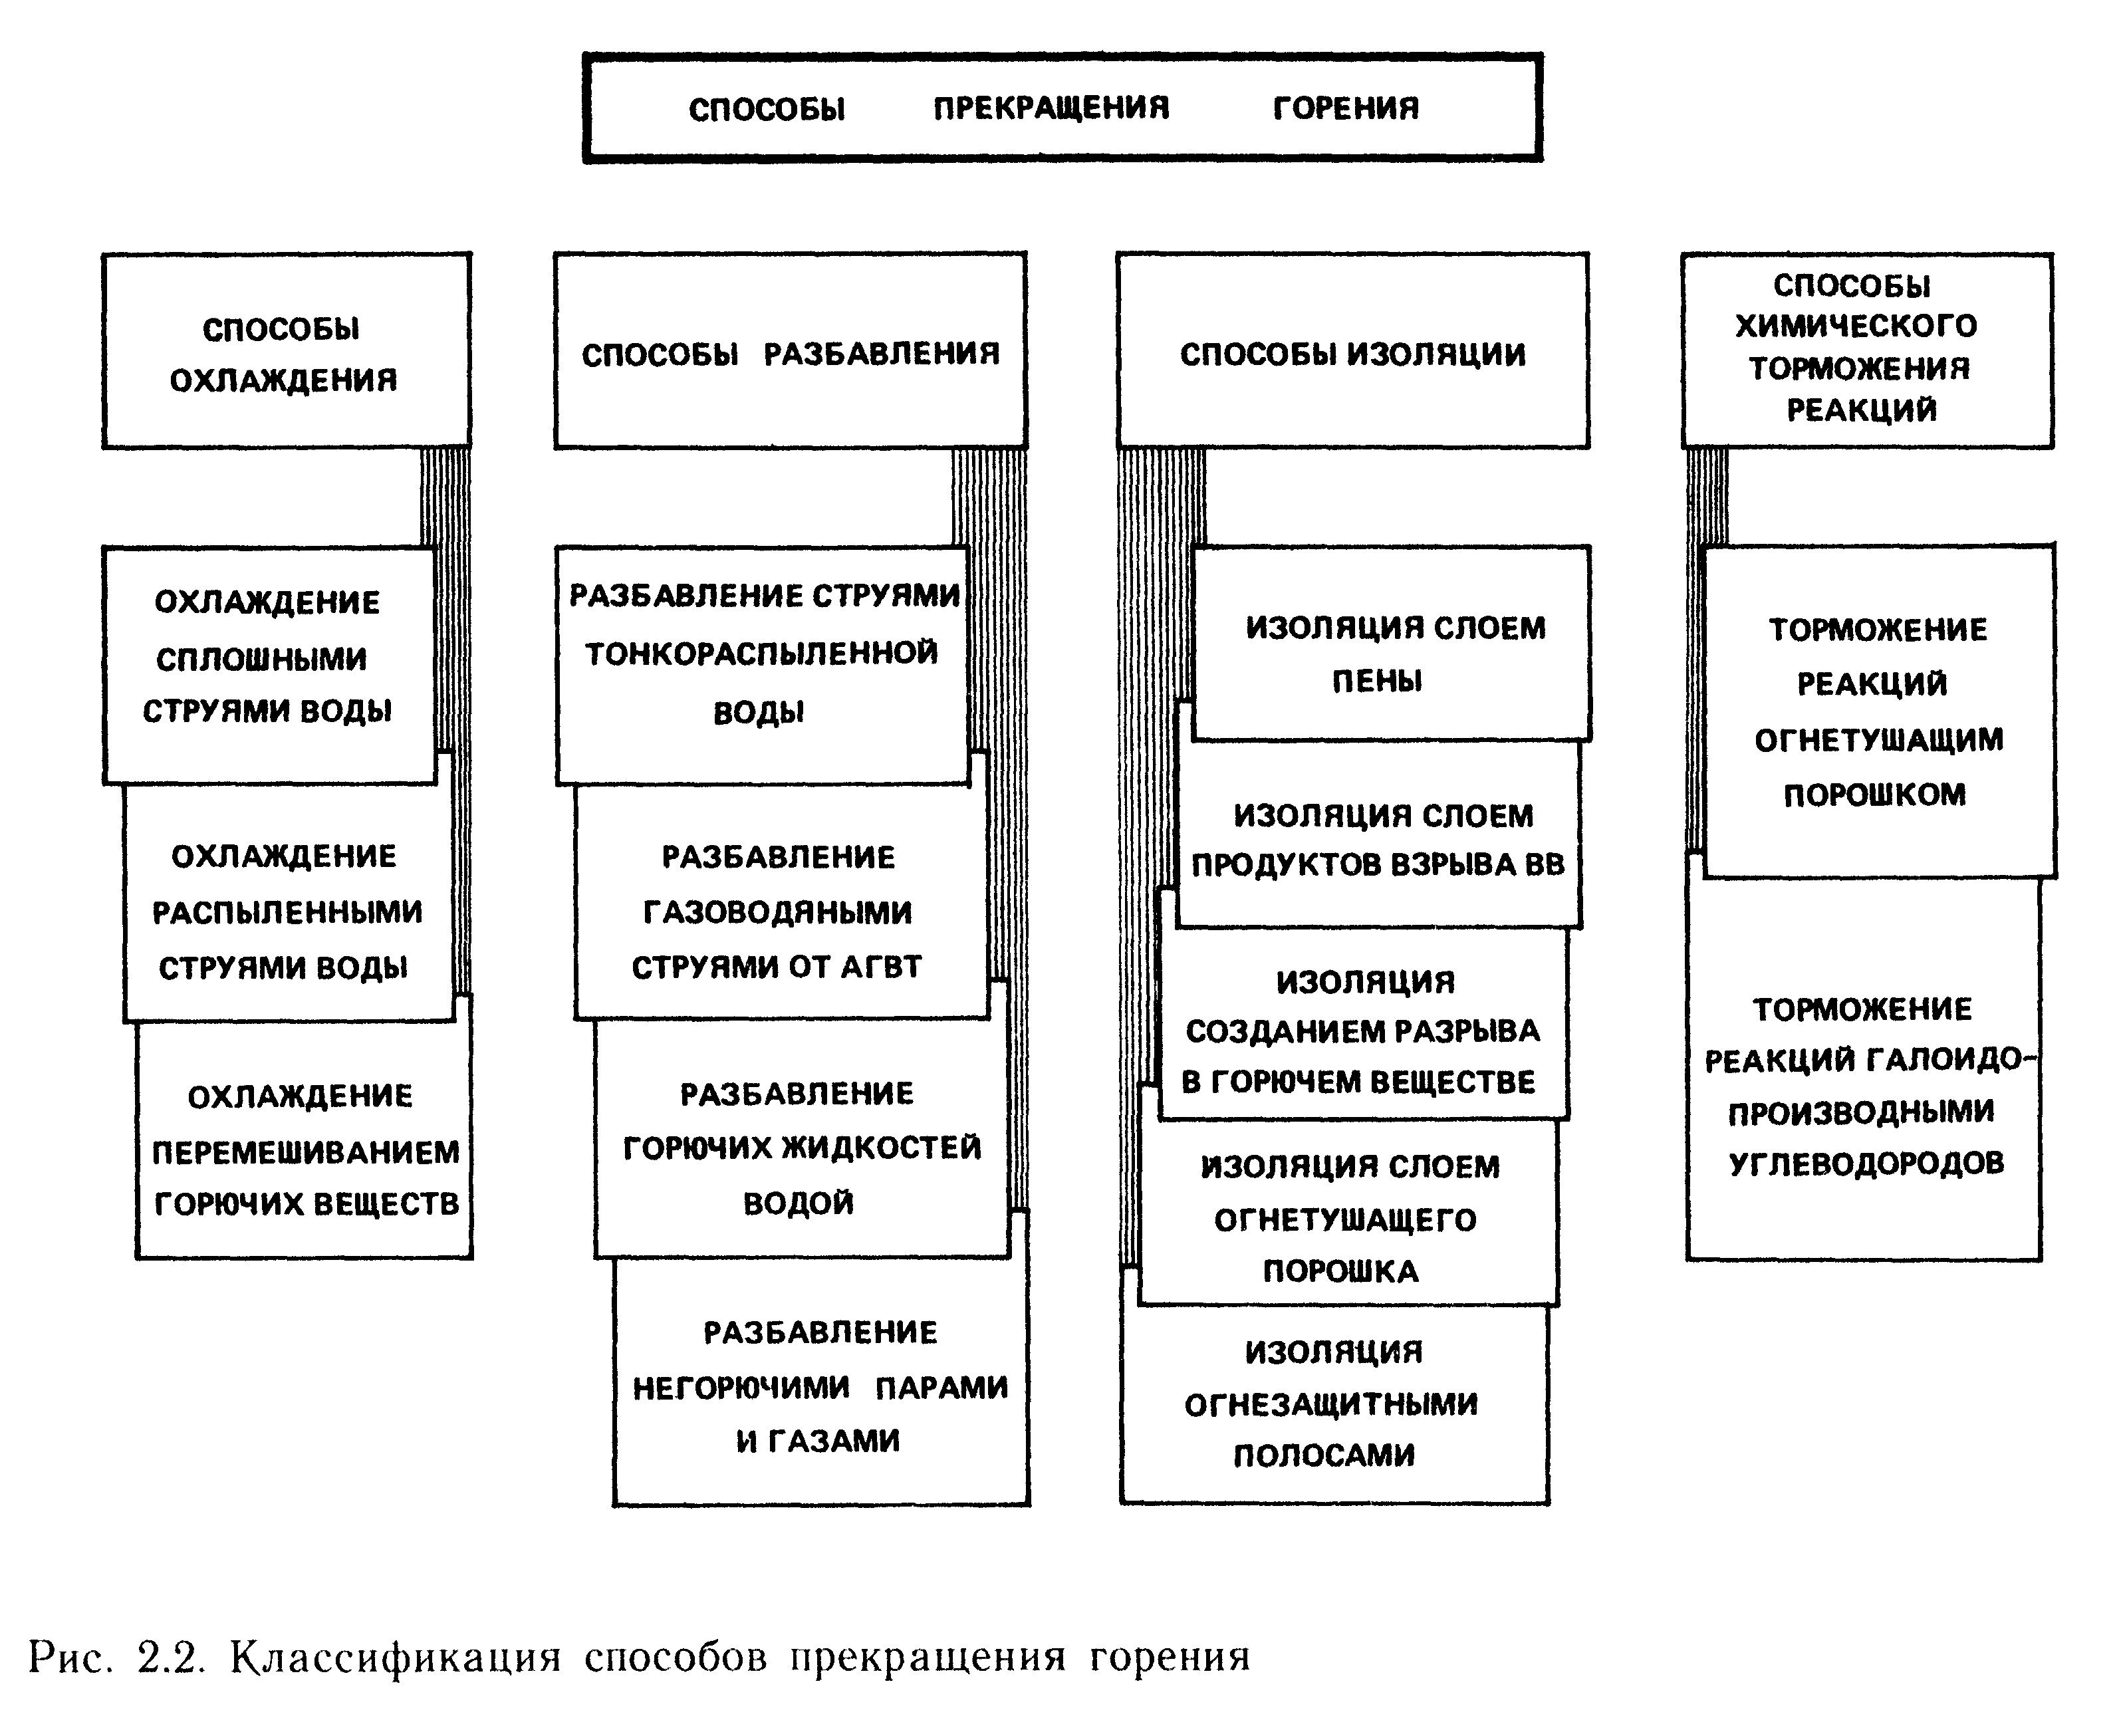 СПОСОБЫ ПРЕКРАЩЕНИЯ ГОРЕНИЯ
СПОСОБЫ
ОХЛАЖДЕНИЯ
ОХЛАЖДЕНИЕ
СПЛОШНЫМИ
СТРУЯМИ ВОДЫ
ОХЛАЖДЕНИЕ
РАСПЫЛЕННЫМИ
СТРУЯМИ ВОДЫ
ОХЛАЖДЕНИЕ
ПЕРЕМЕШИВАНИЕМ
ГОРЮЧИХ ВЕЩЕСТВ
СПОСОБЫ РАЗБАВЛЕНИЯ
РАЗБАВЛЕНИЕ СТРУЯМИ
ТОНКОРАСПЫЛЕННОЙ
ВОДЫ
РАЗБАВЛЕНИЕ
ГАЗОВОДЯНЫМИ
СТРУЯМИ ОТ АГВТ
РАЗБАВЛЕНИЕ
ГОРЮЧИХ ЖИДКОСТЕЙ
ВОДОЙ
РАЗБАВЛЕНИЕ
НЕГОРЮЧИМИ ПАРАМИ
И ГАЗАМИ
СПОСОБЫ ИЗОЛЯЦИИ
ИЗОЛЯЦИЯ СЛОЕМ
ПЕНЫ
ИЗОЛЯЦИЯ СЛОЕМ
ПРОДУКТОВ ВЗРЫВА ВВ
ИЗОЛЯЦИЯ
СОЗДАНИЕМ РАЗРЫВА
В ГОРЮЧЕМ ВЕЩЕСТВЕ
ИЗОЛЯЦИЯ СЛОЕМ
ОГНЕТУШАЩЕГО
ПОРОШКА
ИЗОЛЯЦИЯ
ОГНЕЗАЩИТНЫМИ
ПОЛОСАМИ
СПОСОБЫ
ХИМИЧЕСКОГО
ТОРМОЖЕНИЯ
РЕАКЦИЙ
ТОРМОЖЕНИЕ
РЕАКЦИЙ
ОГНЕТУШАЩИМ
ПОРОШКОМ
ТОРМОЖЕНИЕ
РЕАКЦИЙ ГАЛОИДО-
ПРОИЗВОДНЫМИ
УГЛЕВОДОРОДОВ
Рис. 2.2. Классификация способов прекращения горения